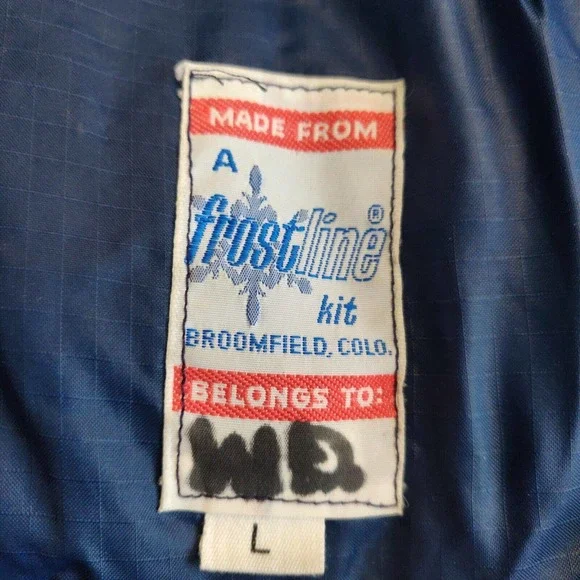 MADE FROM
A
frostline®
kit
BROOMFIELD, COLO.
BELONGS TO:
L